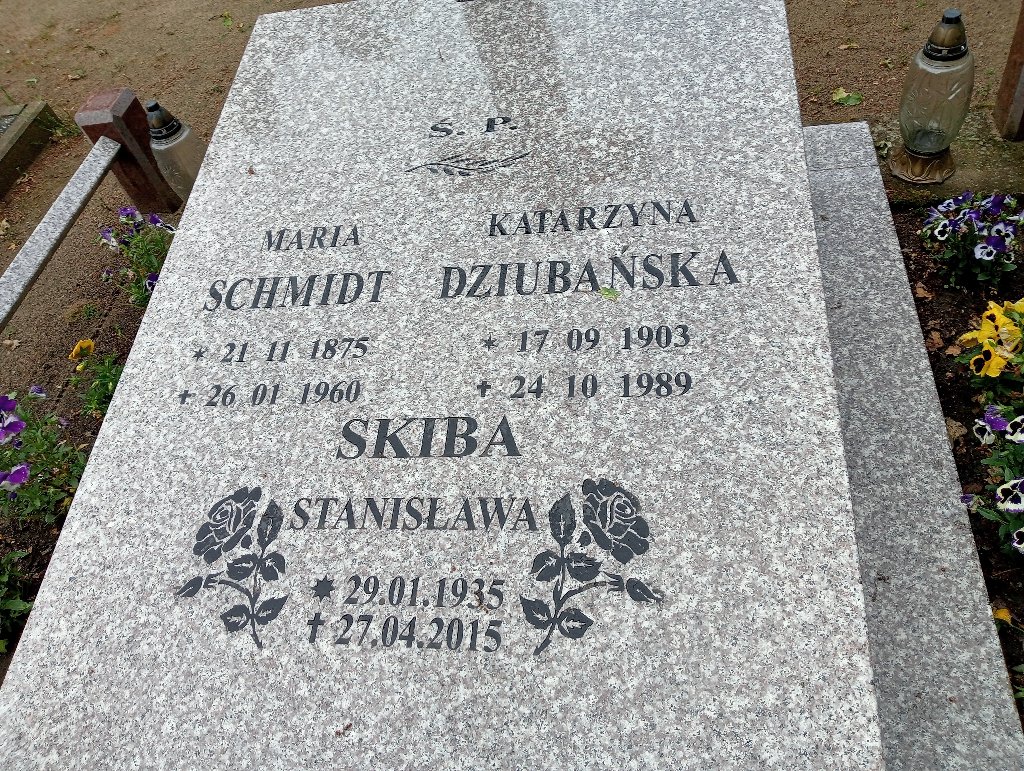 Ś. P.
MARIA
SCHMIDT
* 21 11 1875
✝ 26 01 1960
KATARZYNA
DZIUBAŃSKA
* 17 09 1903
✝ 24 10 1989
SKIBA
STANISŁAWA
* 29.01.1935
✝ 27.04.2015